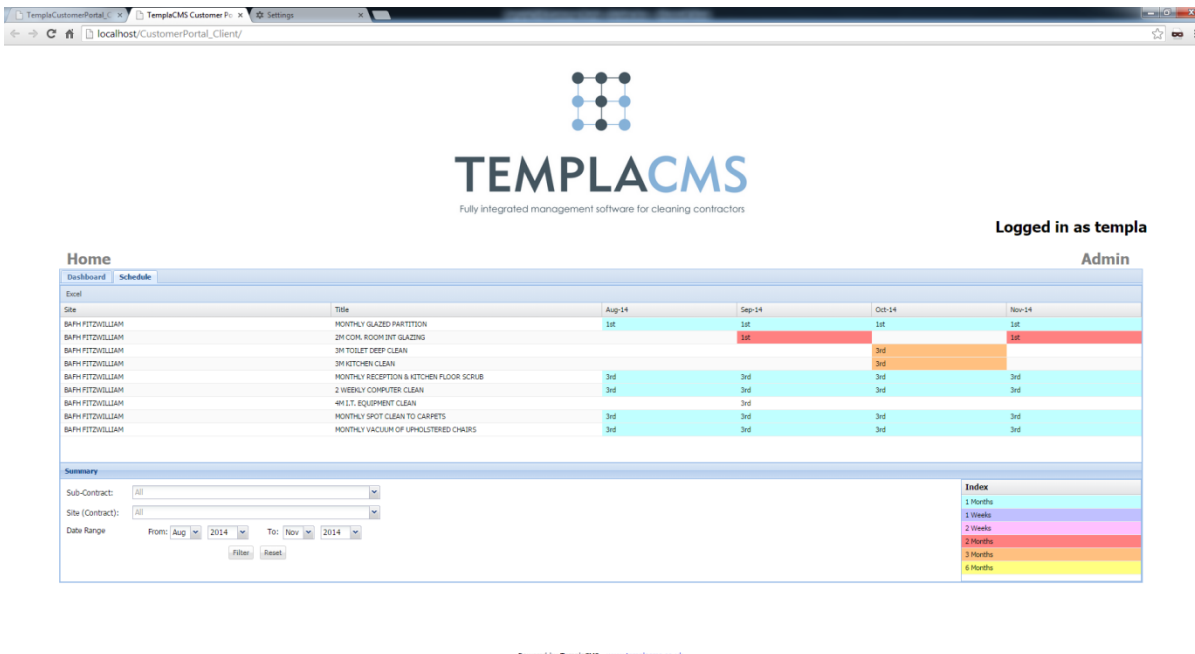 TemplaCustomerPortal_C
TemplaCMS Customer Po
Settings
localhost/CustomerPortal_Client/
TEMPLACMS
Fully integrated management software for cleaning contractors
Logged in as templa
Home Admin
Dashboard Schedule
Excel
Site Title Aug-14 Sep-14 Oct-14 Nov-14
BAFH FITZWILLIAM MONTHLY GLAZED PARTITION 1st 1st 1st 1st
BAFH FITZWILLIAM 2M COM. ROOM INT GLAZING 1st 1st
BAFH FITZWILLIAM 3M TOILET DEEP CLEAN 3rd
BAFH FITZWILLIAM 3M KITCHEN CLEAN 3rd
BAFH FITZWILLIAM MONTHLY RECEPTION & KITCHEN FLOOR SCRUB 3rd 3rd 3rd 3rd
BAFH FITZWILLIAM 2 WEEKLY COMPUTER CLEAN 3rd 3rd 3rd 3rd
BAFH FITZWILLIAM 4M I.T. EQUIPMENT CLEAN 3rd
BAFH FITZWILLIAM MONTHLY SPOT CLEAN TO CARPETS 3rd 3rd 3rd 3rd
BAFH FITZWILLIAM MONTHLY VACUUM OF UPHOLSTERED CHAIRS 3rd 3rd 3rd 3rd
Summary
Sub-Contract: All
Site (Contract): All
Date Range From: Aug 2014 To: Nov 2014
Filter Reset
Index
1 Months
1 Weeks
2 Weeks
2 Months
3 Months
6 Months